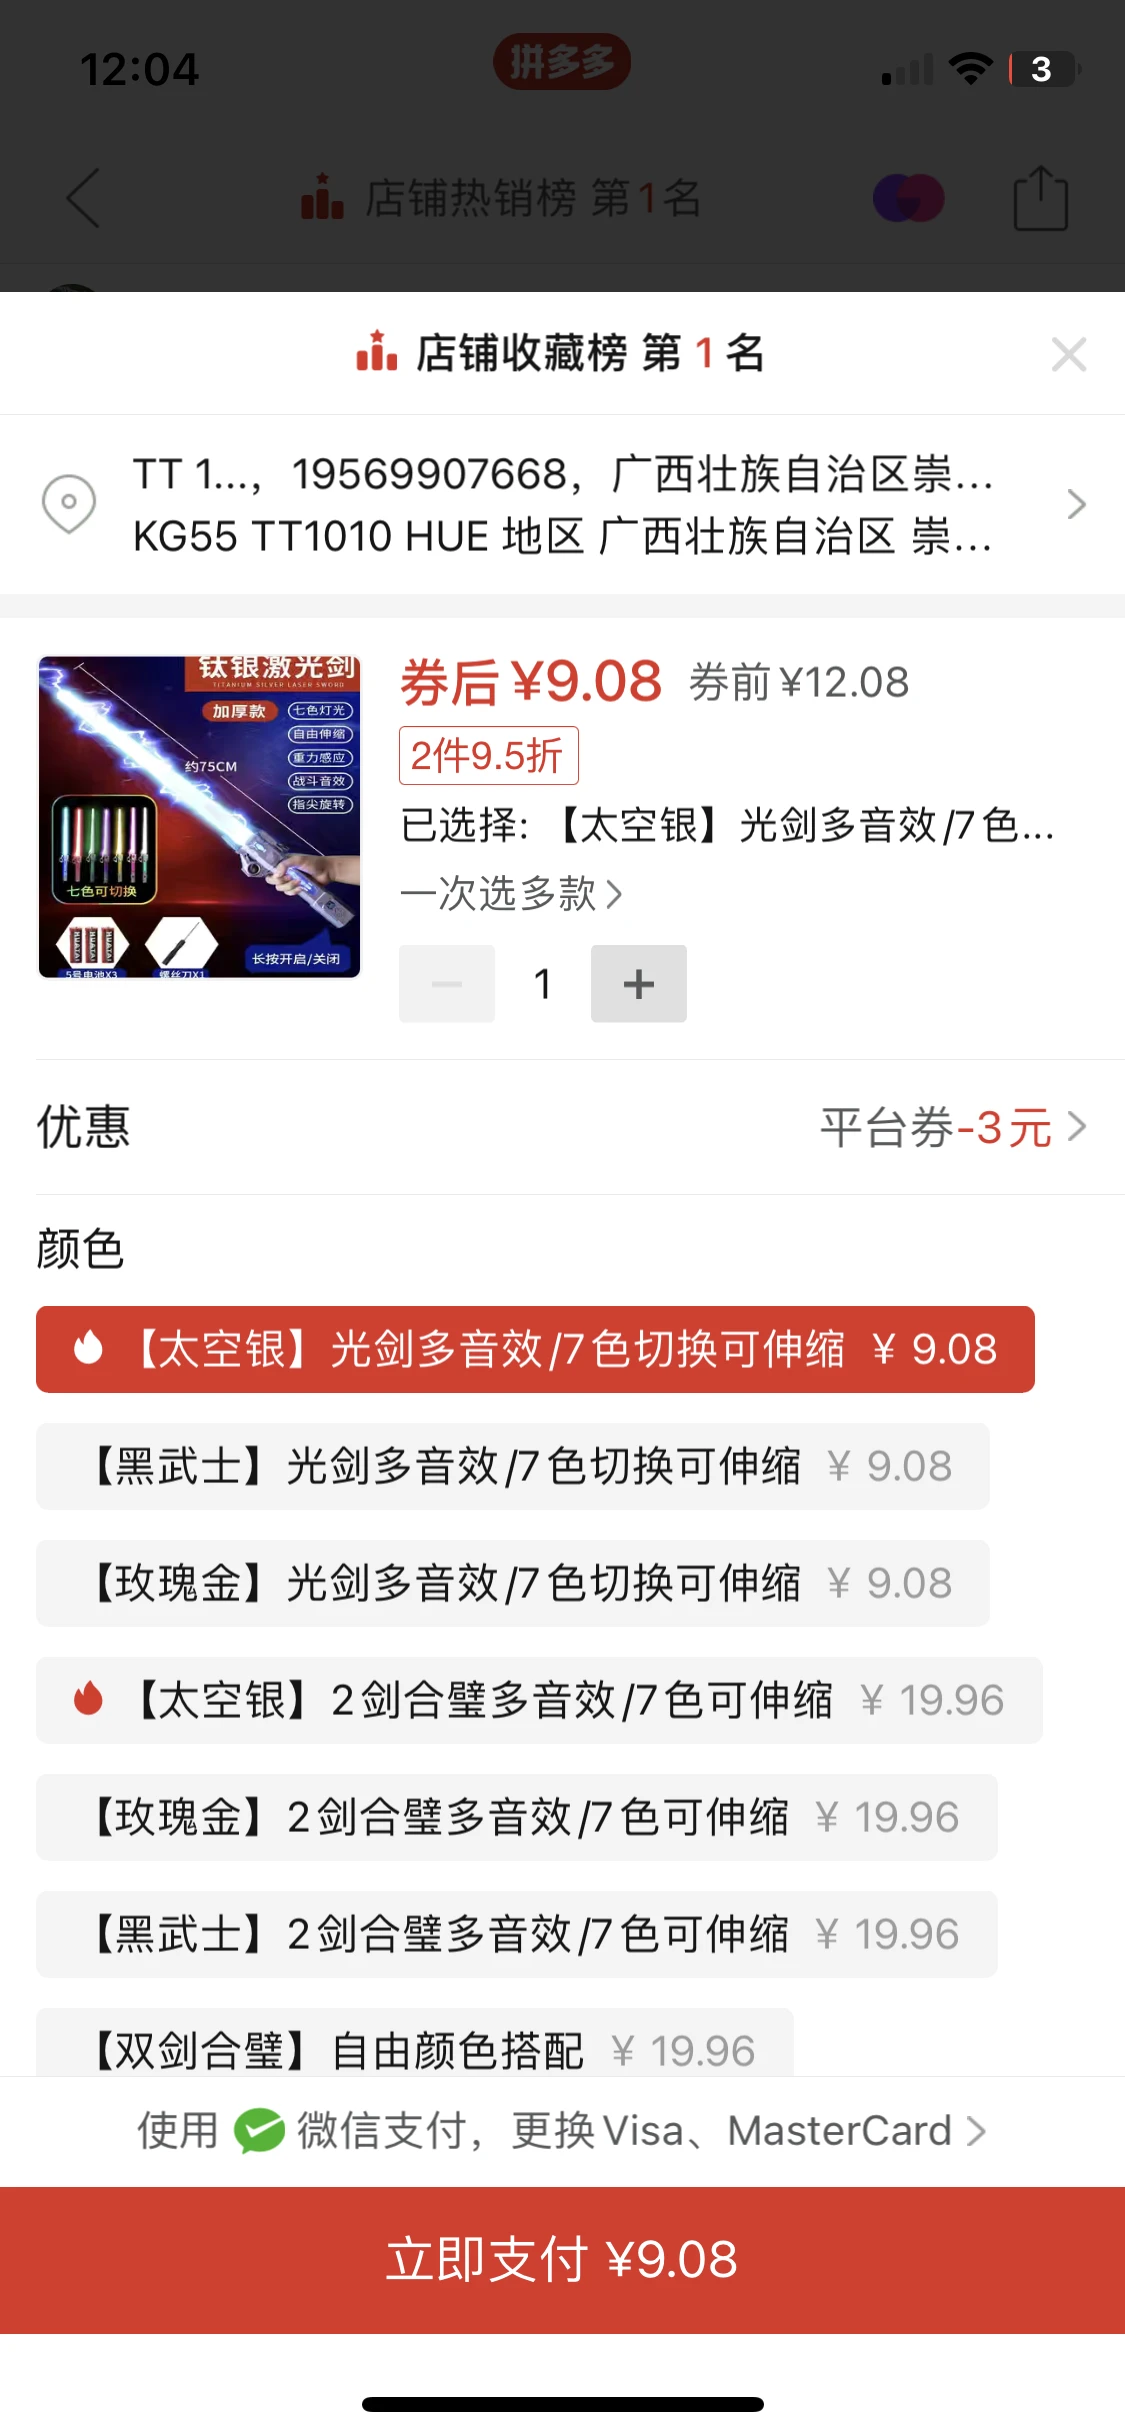 12:04
拼多多
3
店铺热销榜 第1名
店铺收藏榜 第 1 名
TT 1...，19569907668，广西壮族自治区崇...
KG55 TT1010 HUE 地区 广西壮族自治区 崇...
钛银激光剑
TITANIUM SILVER LASER SWORD
加厚款
七色灯光
自由伸缩
重力感应
战斗音效
指尖旋转
约75CM
七色可切换
5号电池X3
螺丝刀X1
长按开启/关闭
券后 ¥9.08 券前 ¥12.08
2件9.5折
已选择: 【太空银】光剑多音效/7色...
一次选多款
1
优惠
平台券-3元
颜色
【太空银】光剑多音效/7色切换可伸缩 ¥ 9.08
【黑武士】光剑多音效/7色切换可伸缩 ¥ 9.08
【玫瑰金】光剑多音效/7色切换可伸缩 ¥ 9.08
【太空银】2剑合璧多音效/7色可伸缩 ¥ 19.96
【玫瑰金】2剑合璧多音效/7色可伸缩 ¥ 19.96
【黑武士】2剑合璧多音效/7色可伸缩 ¥ 19.96
【双剑合璧】自由颜色搭配 ¥ 19.96
使用 微信支付，更换Visa、MasterCard
立即支付 ¥9.08